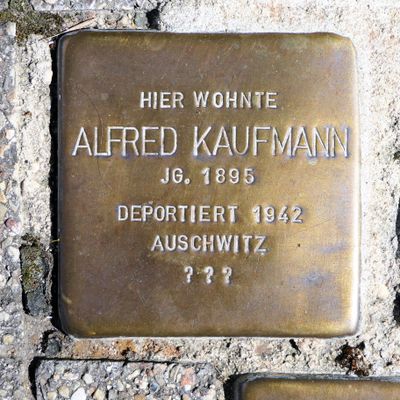 HIER WOHNTE
ALFRED KAUFMANN
JG. 1895
DEPORTIERT 1942
AUSCHWITZ
???